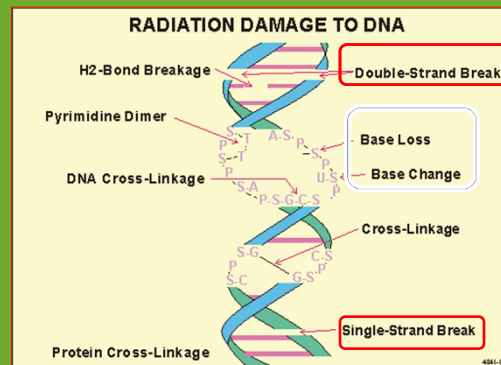 RADIATION DAMAGE TO DNA
H2-Bond Breakage
Double-Strand Break
Pyrimidine Dimer
S T A-S P
P Base Loss
S T S
P U-S Base Change
DNA Cross-Linkage S-A P-S-G-C-S P
Cross-Linkage
S-G C-S
P P
S-C G-S
Single-Strand Break
Protein Cross-Linkage